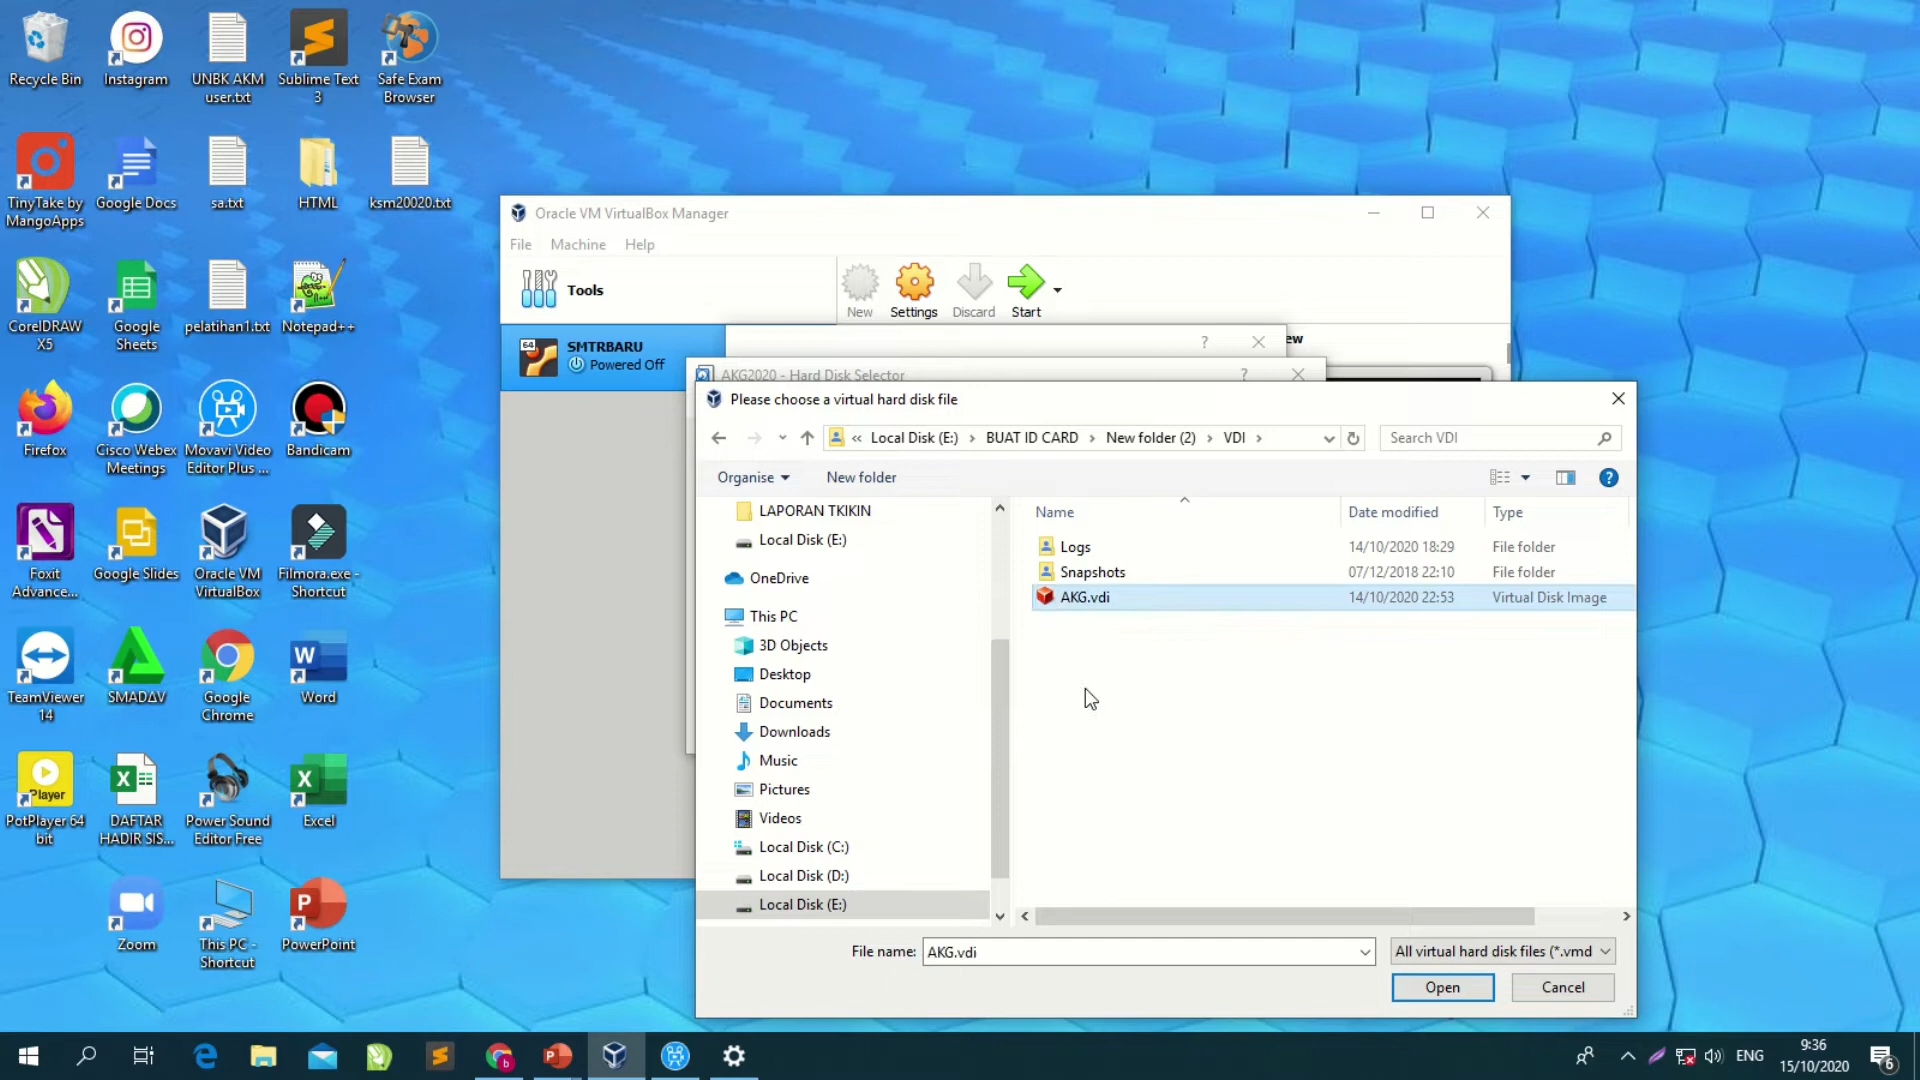 Recycle Bin
Instagram
UNBK AKM
user.txt
Sublime Text
3
Safe Exam
Browser
TinyTake by
MangoApps
Google Docs
sa.txt
HTML
ksm20020.txt
CorelDRAW
X5
Google
Sheets
pelatihan1.txt
Notepad++
Firefox
Cisco Webex
Meetings
Movavi Video
Editor Plus ...
Bandicam
Foxit
Advance...
Google Slides
Oracle VM
VirtualBox
Filmora.exe -
Shortcut
TeamViewer
14
SMADΔV
Google
Chrome
Word
Player
PotPlayer 64
bit
DAFTAR
HADIR SIS...
Power Sound
Editor Free
Excel
Zoom
This PC -
Shortcut
PowerPoint
Oracle VM VirtualBox Manager
File
Machine
Help
Tools
New
Settings
Discard
Start
64
SMTRBARU
Powered Off
ew
AKG2020 - Hard Disk Selector
Please choose a virtual hard disk file
« Local Disk (E:) › BUAT ID CARD › New folder (2) › VDI ›
Search VDI
Organise
New folder
LAPORAN TKIKIN
Local Disk (E:)
OneDrive
This PC
3D Objects
Desktop
Documents
Downloads
Music
Pictures
Videos
Local Disk (C:)
Local Disk (D:)
Local Disk (E:)
Name
Date modified
Type
Logs
14/10/2020 18:29
File folder
Snapshots
07/12/2018 22:10
File folder
AKG.vdi
14/10/2020 22:53
Virtual Disk Image
File name:
AKG.vdi
All virtual hard disk files (*.vmd
Open
Cancel
ENG
9:36
15/10/2020
6